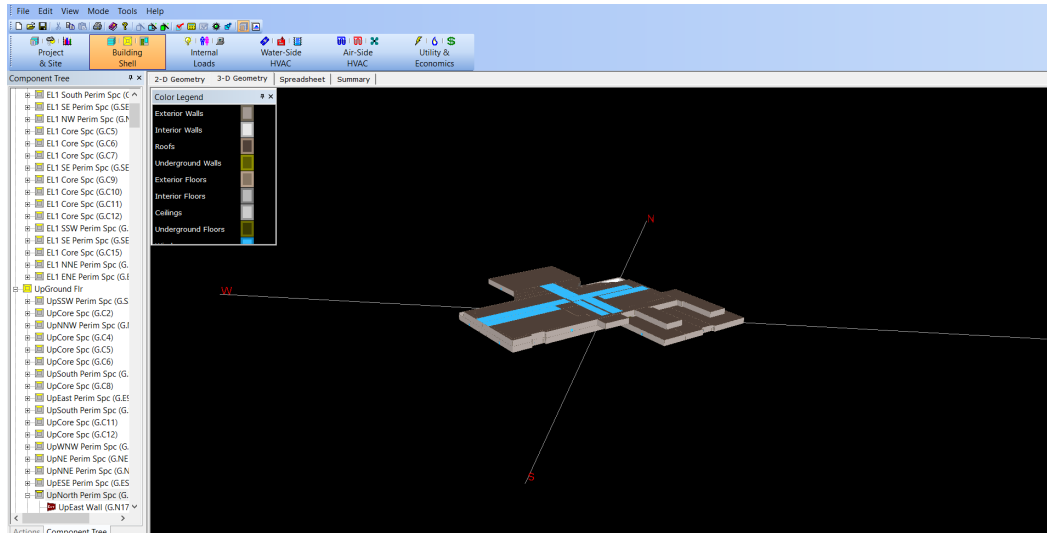 File Edit View Mode Tools Help
Project & Site
Building Shell
Internal Loads
Water-Side HVAC
Air-Side HVAC
Utility & Economics
Component Tree
2-D Geometry 3-D Geometry Spreadsheet Summary
EL1 South Perim Spc (
EL1 SE Perim Spc (G.SE
EL1 NW Perim Spc (G.N
EL1 Core Spc (G.C5)
EL1 Core Spc (G.C6)
EL1 Core Spc (G.C7)
EL1 SE Perim Spc (G.SE
EL1 Core Spc (G.C9)
EL1 Core Spc (G.C10)
EL1 Core Spc (G.C11)
EL1 Core Spc (G.C12)
EL1 SSW Perim Spc (G.
EL1 SE Perim Spc (G.SE
EL1 Core Spc (G.C15)
EL1 NNE Perim Spc (G.
EL1 ENE Perim Spc (G.E
UpGround Flr
UpSSW Perim Spc (G.S
UpCore Spc (G.C2)
UpNNW Perim Spc (G.
UpCore Spc (G.C4)
UpCore Spc (G.C5)
UpCore Spc (G.C6)
UpSouth Perim Spc (G.
UpCore Spc (G.C8)
UpEast Perim Spc (G.E9
UpSouth Perim Spc (G.
UpCore Spc (G.C11)
UpCore Spc (G.C12)
UpWNW Perim Spc (G.
UpNE Perim Spc (G.NE
UpNNE Perim Spc (G.N
UpESE Perim Spc (G.ES
UpNorth Perim Spc (G.
UpEast Wall (G.N17
Actions Component Tree
Color Legend
Exterior Walls
Interior Walls
Roofs
Underground Walls
Exterior Floors
Interior Floors
Ceilings
Underground Floors
N
W
S